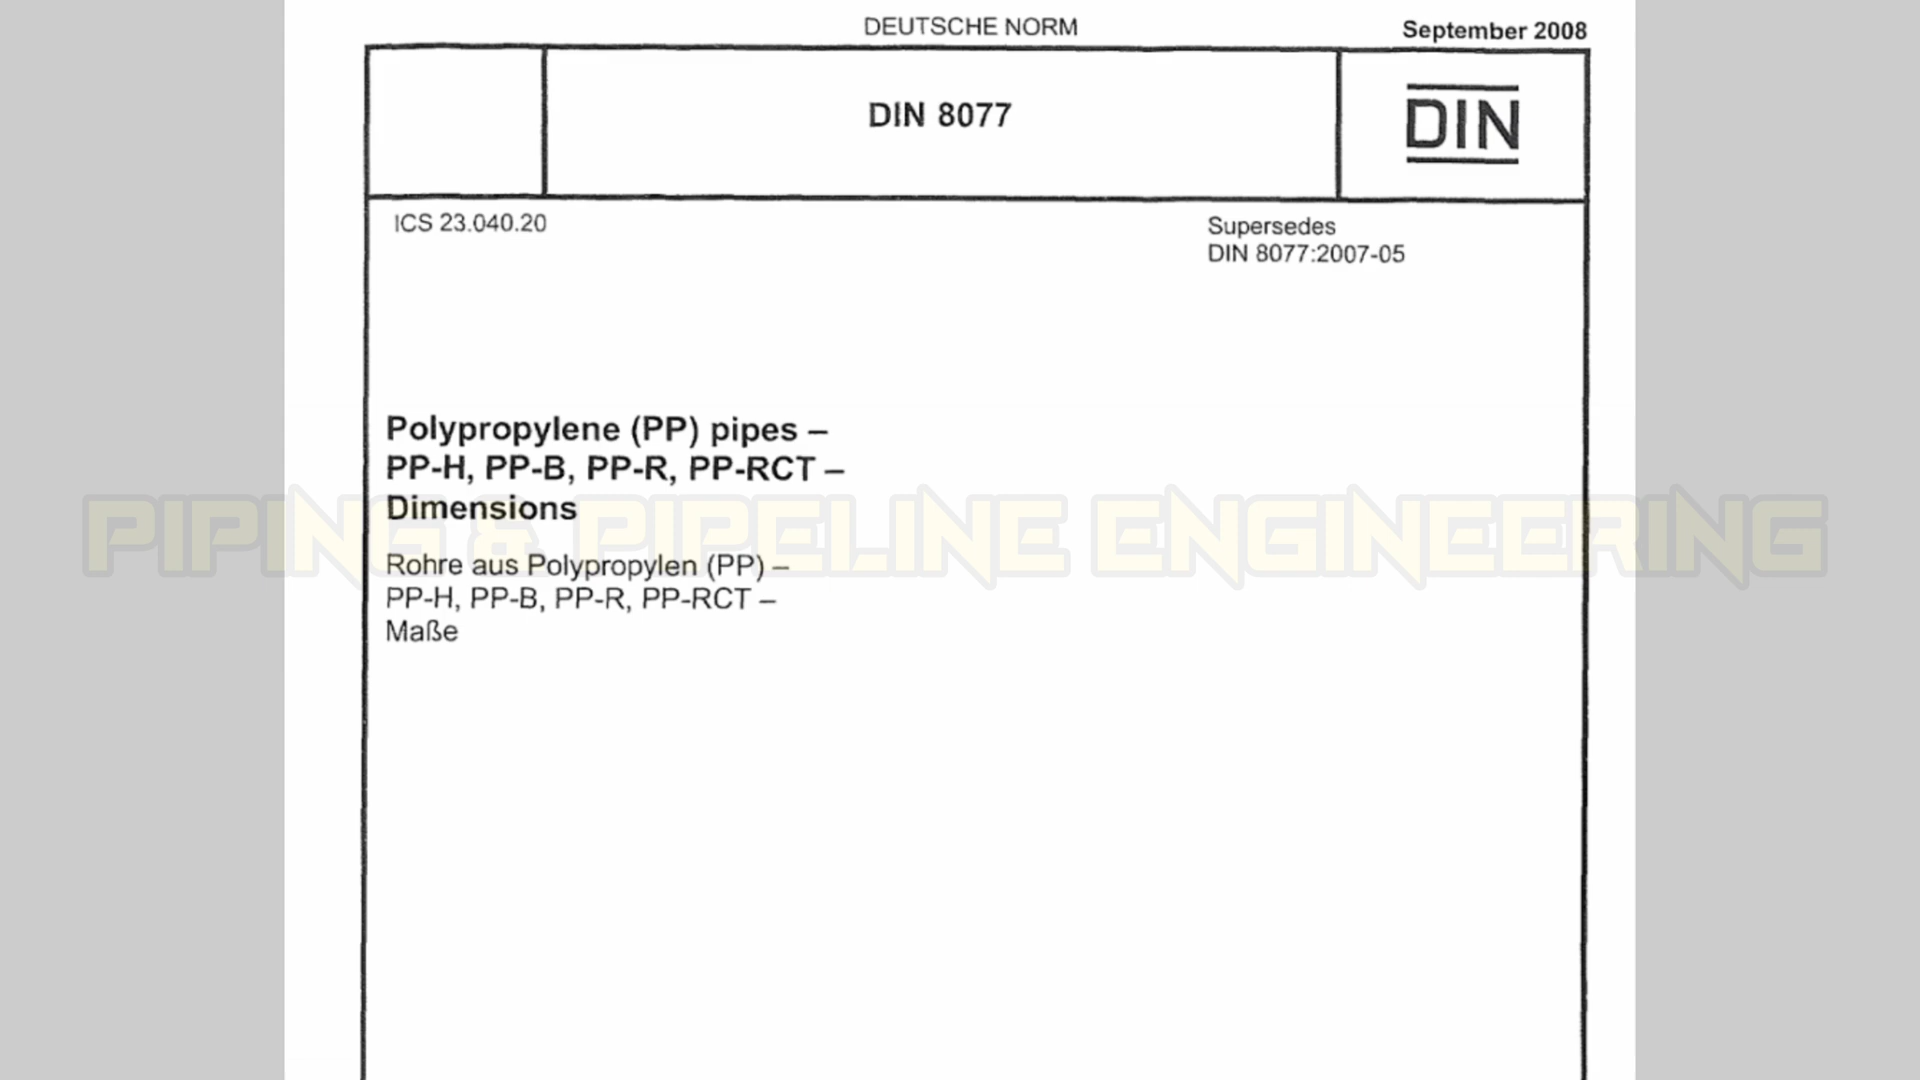 DEUTSCHE NORM
September 2008
DIN 8077
DIN
ICS 23.040.20
Supersedes
DIN 8077:2007-05
Polypropylene (PP) pipes –
PP-H, PP-B, PP-R, PP-RCT –
Dimensions
PIPING & PIPELINE ENGINEERING
Rohre aus Polypropylen (PP) –
PP-H, PP-B, PP-R, PP-RCT –
Maße